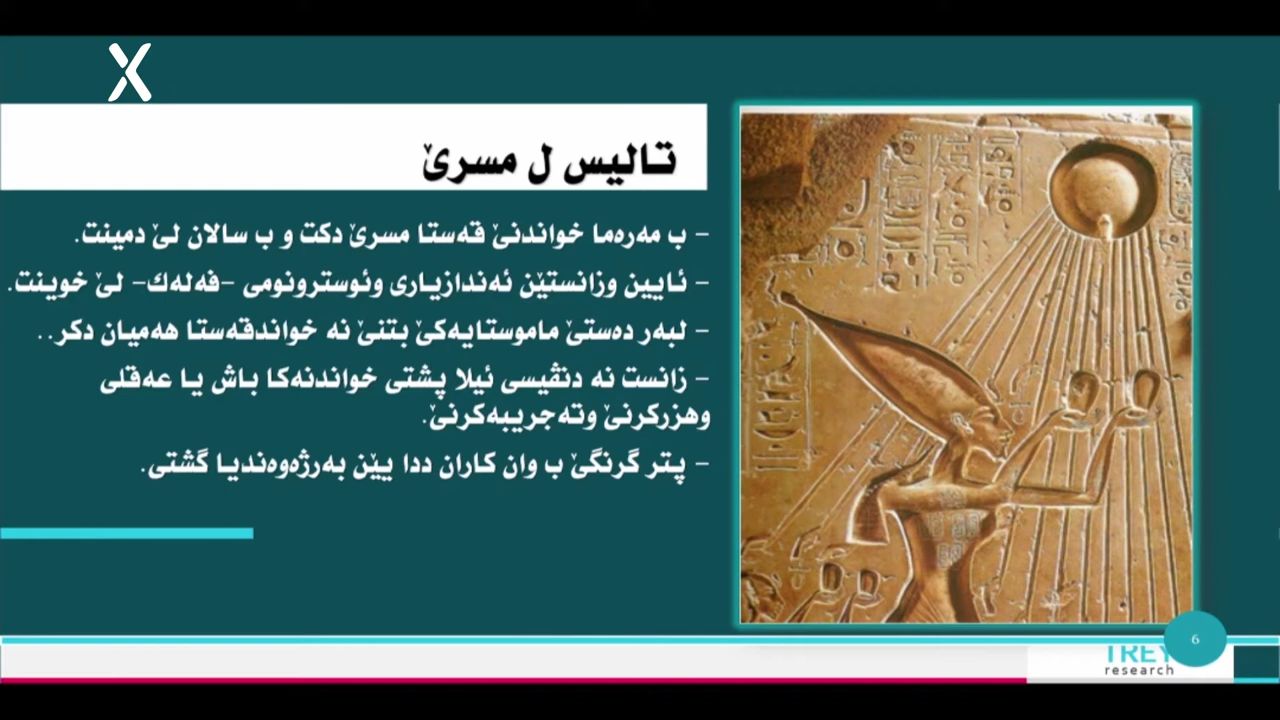 X
تاليس ل مسرێ
- ب مەرەما خواندنێ قەستا مسرێ دكت و ب سالان لێ دمينت.
- ئايين وزانستێن ئەندازيارى وئوسترونومى -فەلەك- لێ خوينت.
- لبەر دەستێ ماموستايەكێ بتنێ نە خواندقەستا هەميان دكر..
- زانست نە دنڤيسى ئيلا پشتى خواندنەكا باش يا عەقلى
وهزركرنێ وتەجريبەكرنێ.
- پتر گرنگێ ب وان كاران ددا يێن بەرژەوەنديا گشتى.
6
TREY
research